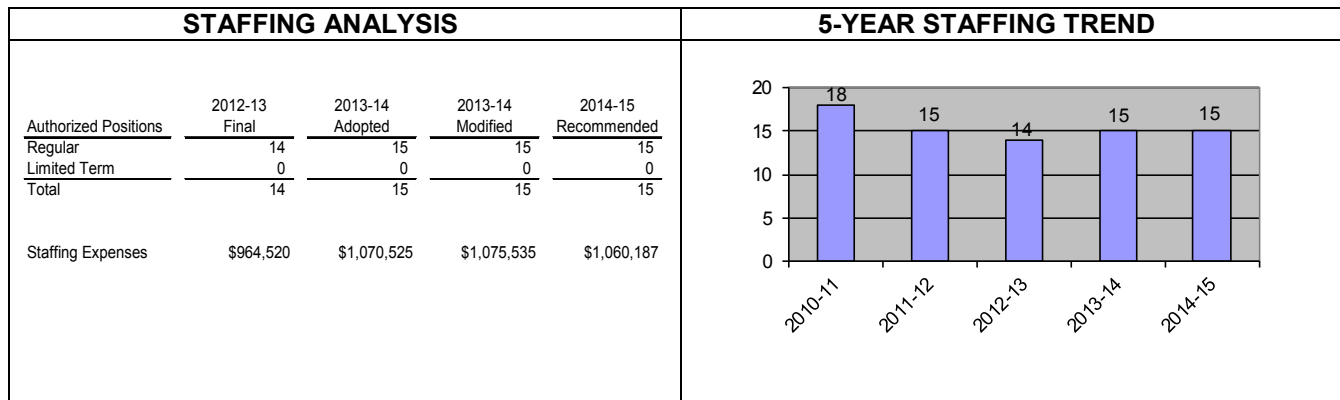 STAFFING ANALYSIS
2012-13 2013-14 2013-14 2014-15
Authorized Positions Final Adopted Modified Recommended
Regular 14 15 15 15
Limited Term 0 0 0 0
Total 14 15 15 15
Staffing Expenses $964,520 $1,070,525 $1,075,535 $1,060,187
5-YEAR STAFFING TREND
20
15
10
5
0
18
15
14
15
15
2010-11
2011-12
2012-13
2013-14
2014-15